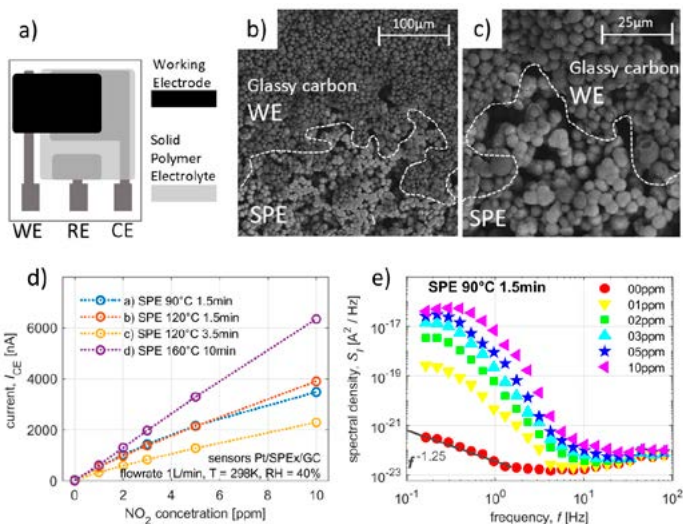 a)
Working
Electrode
Solid
Polymer
Electrolyte
WE RE CE
b)
100µm
Glassy carbon
WE
SPE
c)
25µm
Glassy carbon
WE
SPE
d)
current, I_CE [nA]
6000
4000
2000
0
a) SPE 90°C 1.5min
b) SPE 120°C 1.5min
c) SPE 120°C 3.5min
d) SPE 160°C 10min
sensors Pt/SPEx/GC
flowrate 1L/min, T = 298K, RH = 40%
0 2 4 6 8 10
NO₂ concetration [ppm]
e)
SPE 90°C 1.5min
spectral density, S_I [A² / Hz]
10⁻¹⁷
10⁻¹⁹
10⁻²¹
10⁻²³
00ppm
01ppm
02ppm
03ppm
05ppm
10ppm
f⁻¹·²⁵
10⁻¹ 10⁰ 10¹ 10²
frequency, f [Hz]